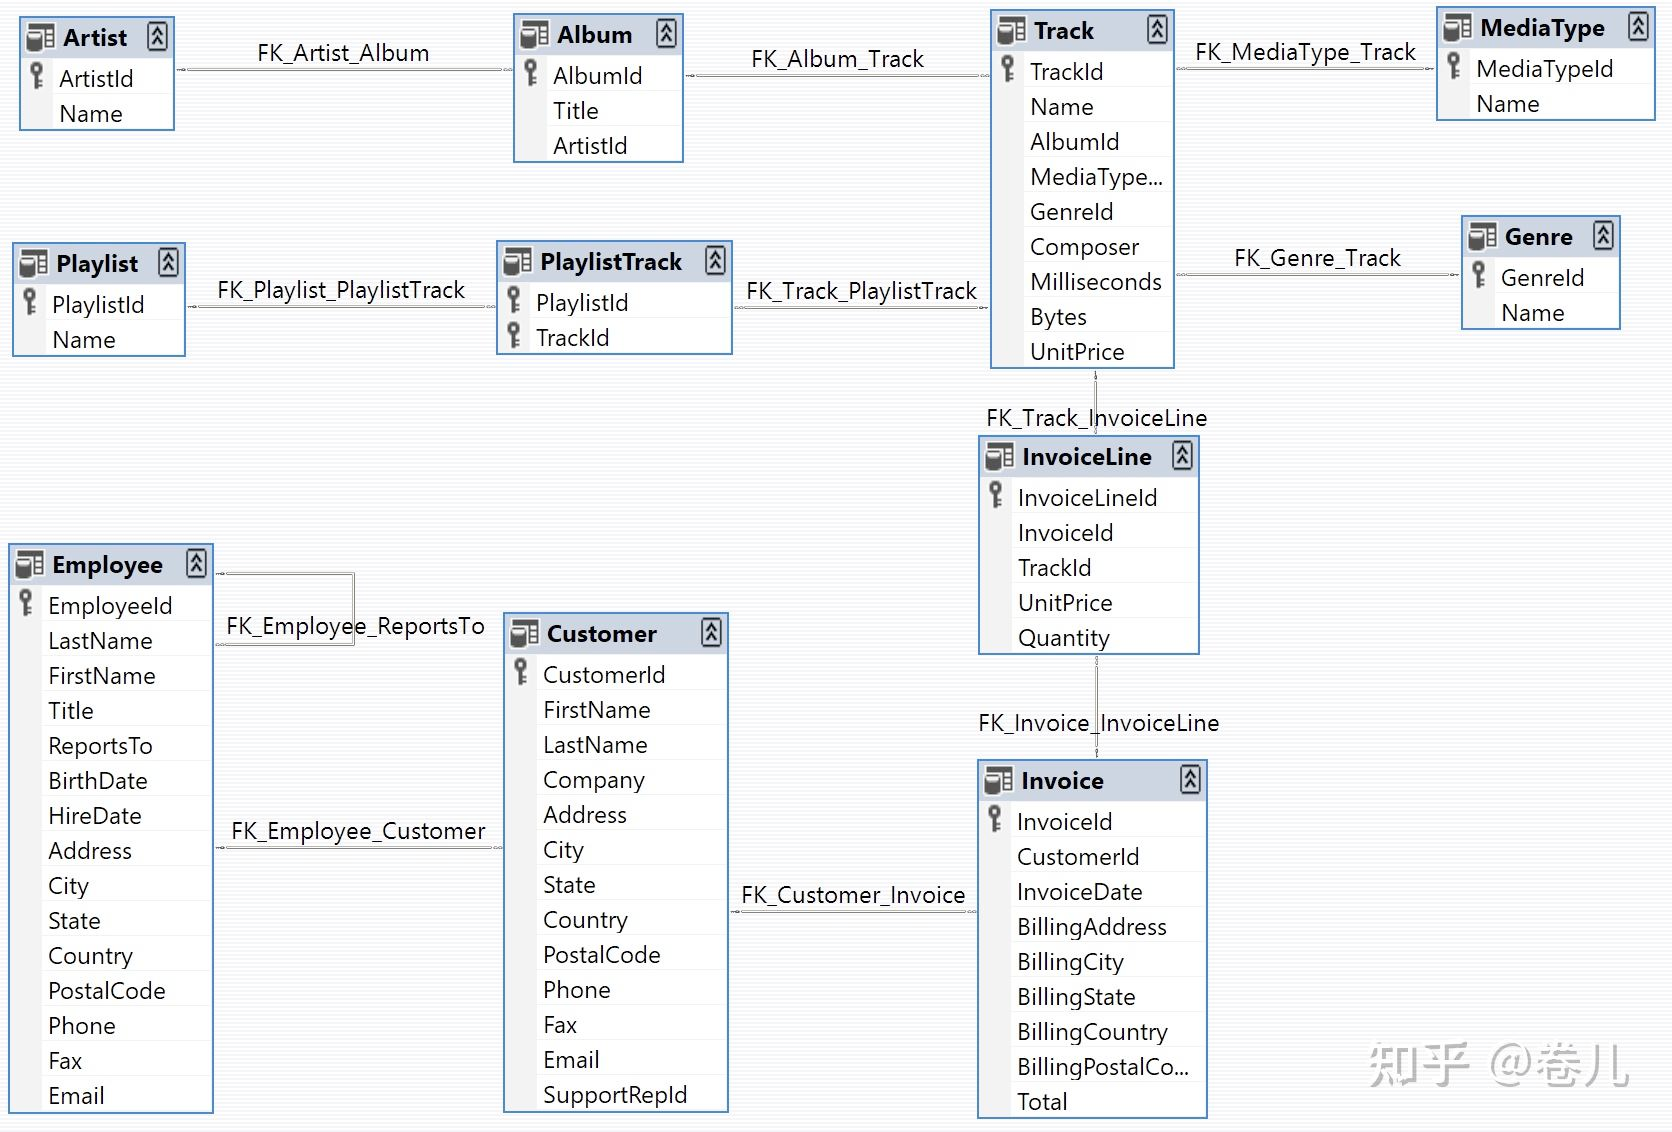 Artist
ArtistId
Name
FK_Artist_Album
Album
AlbumId
Title
ArtistId
FK_Album_Track
Track
TrackId
Name
AlbumId
MediaType...
GenreId
Composer
Milliseconds
Bytes
UnitPrice
FK_MediaType_Track
MediaType
MediaTypeId
Name
FK_Genre_Track
Genre
GenreId
Name
Playlist
PlaylistId
Name
FK_Playlist_PlaylistTrack
PlaylistTrack
PlaylistId
TrackId
FK_Track_PlaylistTrack
FK_Track_InvoiceLine
InvoiceLine
InvoiceLineId
InvoiceId
TrackId
UnitPrice
Quantity
Employee
EmployeeId
LastName
FirstName
Title
ReportsTo
BirthDate
HireDate
Address
City
State
Country
PostalCode
Phone
Fax
Email
FK_Employee_ReportsTo
FK_Employee_Customer
Customer
CustomerId
FirstName
LastName
Company
Address
City
State
Country
PostalCode
Phone
Fax
Email
SupportRepId
FK_Customer_Invoice
FK_Invoice_InvoiceLine
Invoice
InvoiceId
CustomerId
InvoiceDate
BillingAddress
BillingCity
BillingState
BillingCountry
BillingPostalCo...
Total
知乎 @卷儿